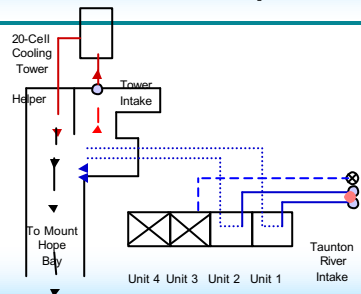 20-Cell
Cooling
Tower
Tower
Intake
Helper
To Mount
Hope
Bay
Unit 4 Unit 3 Unit 2 Unit 1
Taunton
River
Intake